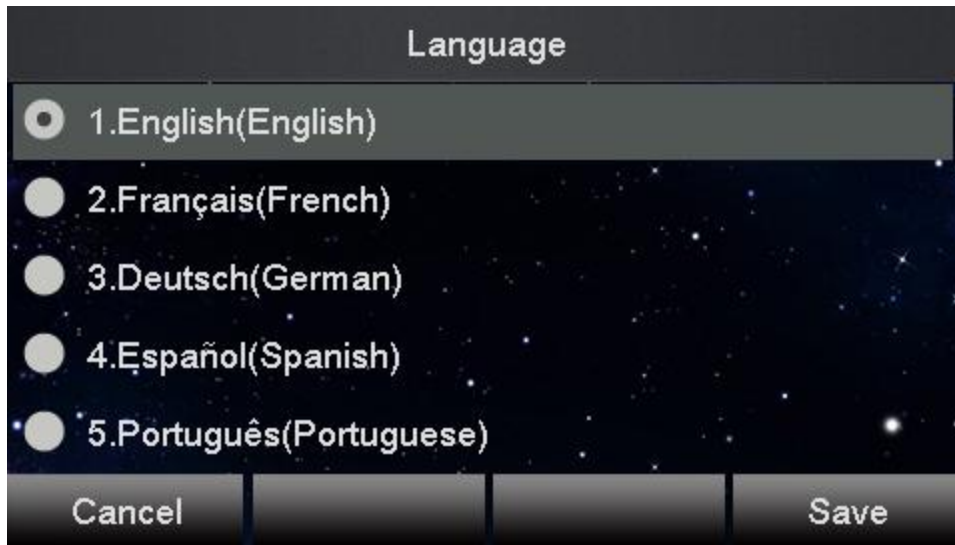 Language
1.English(English)
2.Français(French)
3.Deutsch(German)
4.Español(Spanish)
5.Português(Portuguese)
Cancel Save